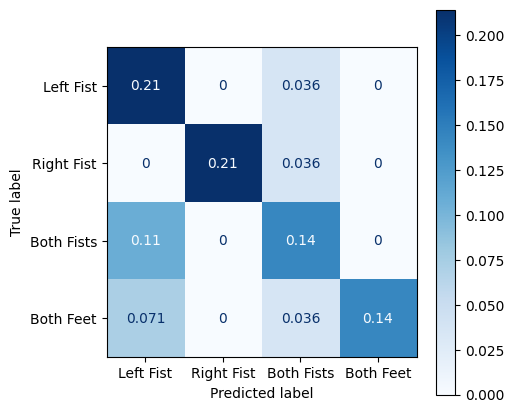 Left Fist 0.21 0 0.036 0
Right Fist 0 0.21 0.036 0
Both Fists 0.11 0 0.14 0
Both Feet 0.071 0 0.036 0.14
Left Fist Right Fist Both Fists Both Feet
Predicted label
True label
0.200
0.175
0.150
0.125
0.100
0.075
0.050
0.025
0.000